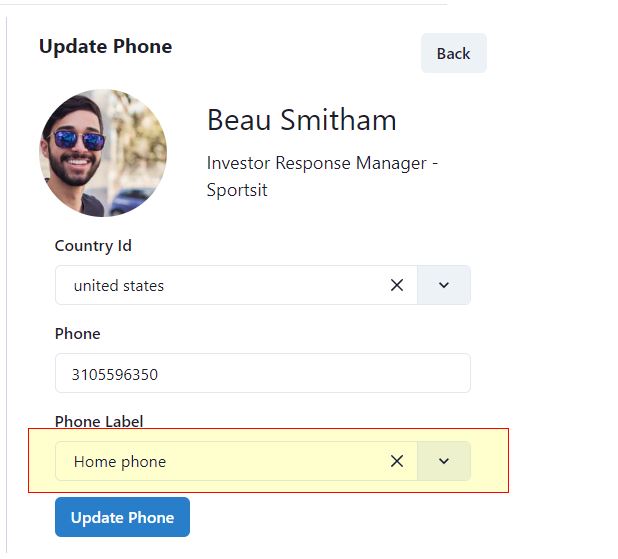 Update Phone
Back
Beau Smitham
Investor Response Manager -
Sportsit
Country Id
united states
Phone
3105596350
Phone Label
Home phone
Update Phone